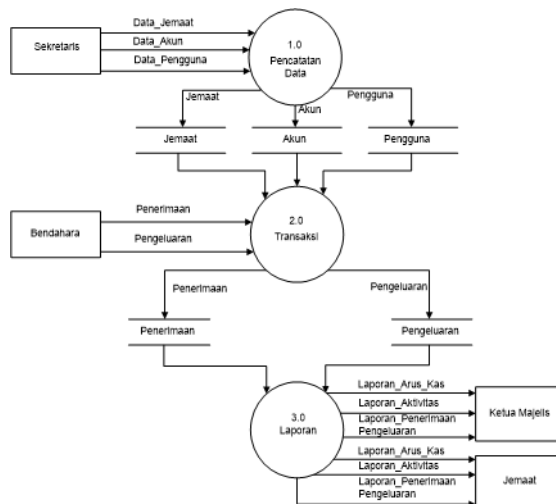 Data_Jemaat
Data_Akun
Data_Pengguna
Sekretaris
1.0
Pencatatan
Data
Jemaat
Akun
Pengguna
Jemaat
Akun
Pengguna
Bendahara
Penerimaan
Pengeluaran
2.0
Transaksi
Penerimaan
Pengeluaran
Penerimaan
Pengeluaran
3.0
Laporan
Laporan_Arus_Kas
Laporan_Aktivitas
Laporan_Penerimaan
Pengeluaran
Ketua Majelis
Laporan_Arus_Kas
Laporan_Aktivitas
Laporan_Penerimaan
Pengeluaran
Jemaat